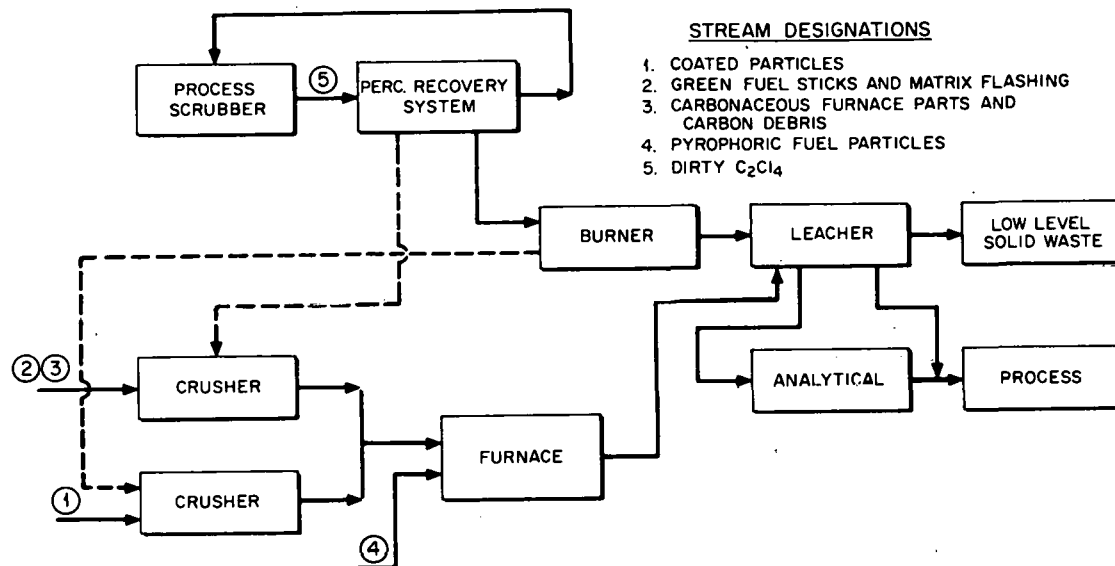 STREAM DESIGNATIONS
1. COATED PARTICLES
2. GREEN FUEL STICKS AND MATRIX FLASHING
3. CARBONACEOUS FURNACE PARTS AND
CARBON DEBRIS
4. PYROPHORIC FUEL PARTICLES
5. DIRTY C₂Cl₄
PROCESS
SCRUBBER
5
PERC. RECOVERY
SYSTEM
BURNER
LEACHER
LOW LEVEL
SOLID WASTE
2 3
CRUSHER
ANALYTICAL
PROCESS
FURNACE
1
CRUSHER
4